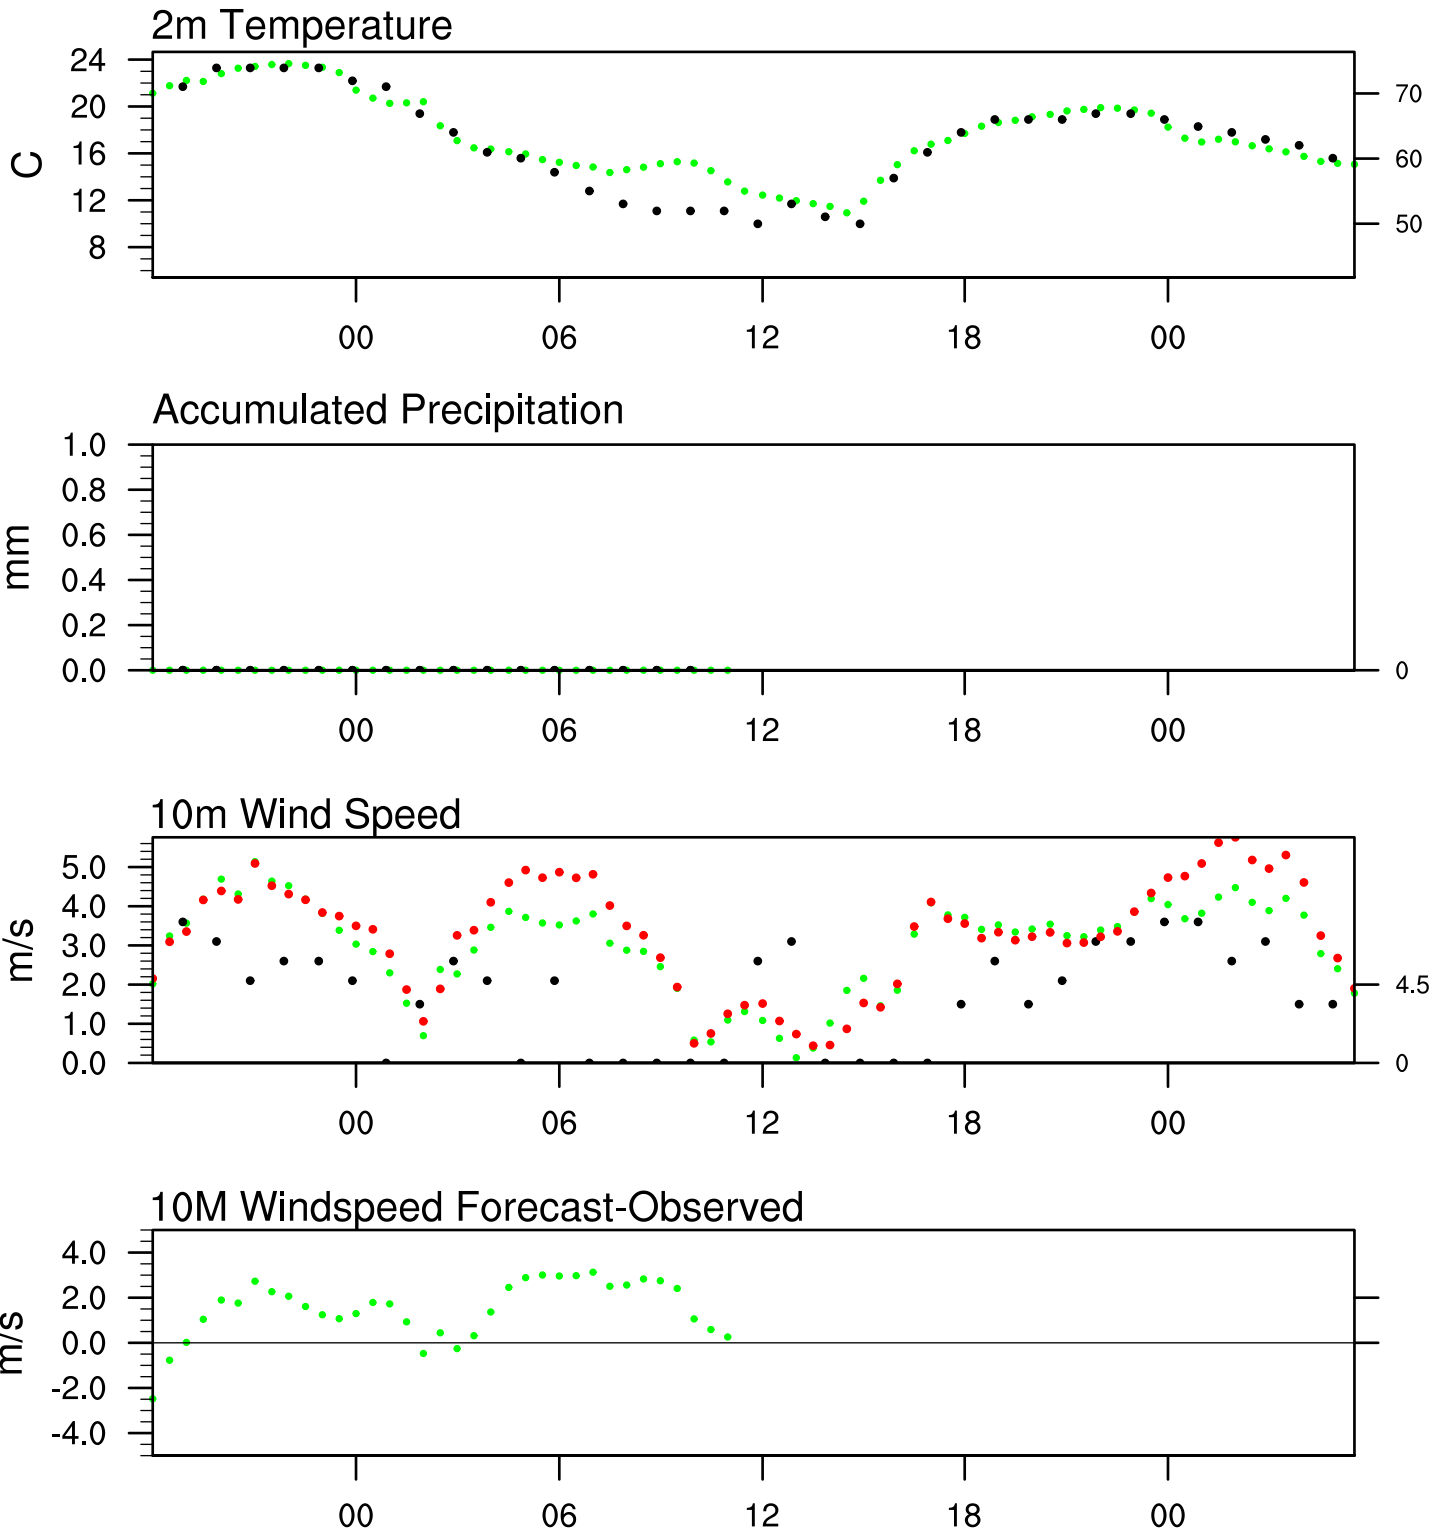 2m Temperature
24
20
16
12
8
C
70
60
50
00 06 12 18 00
Accumulated Precipitation
1.0
0.8
0.6
0.4
0.2
0.0
mm
0
00 06 12 18 00
10m Wind Speed
5.0
4.0
3.0
2.0
1.0
0.0
m/s
4.5
0
00 06 12 18 00
10M Windspeed Forecast-Observed
4.0
2.0
0.0
-2.0
-4.0
m/s
00 06 12 18 00